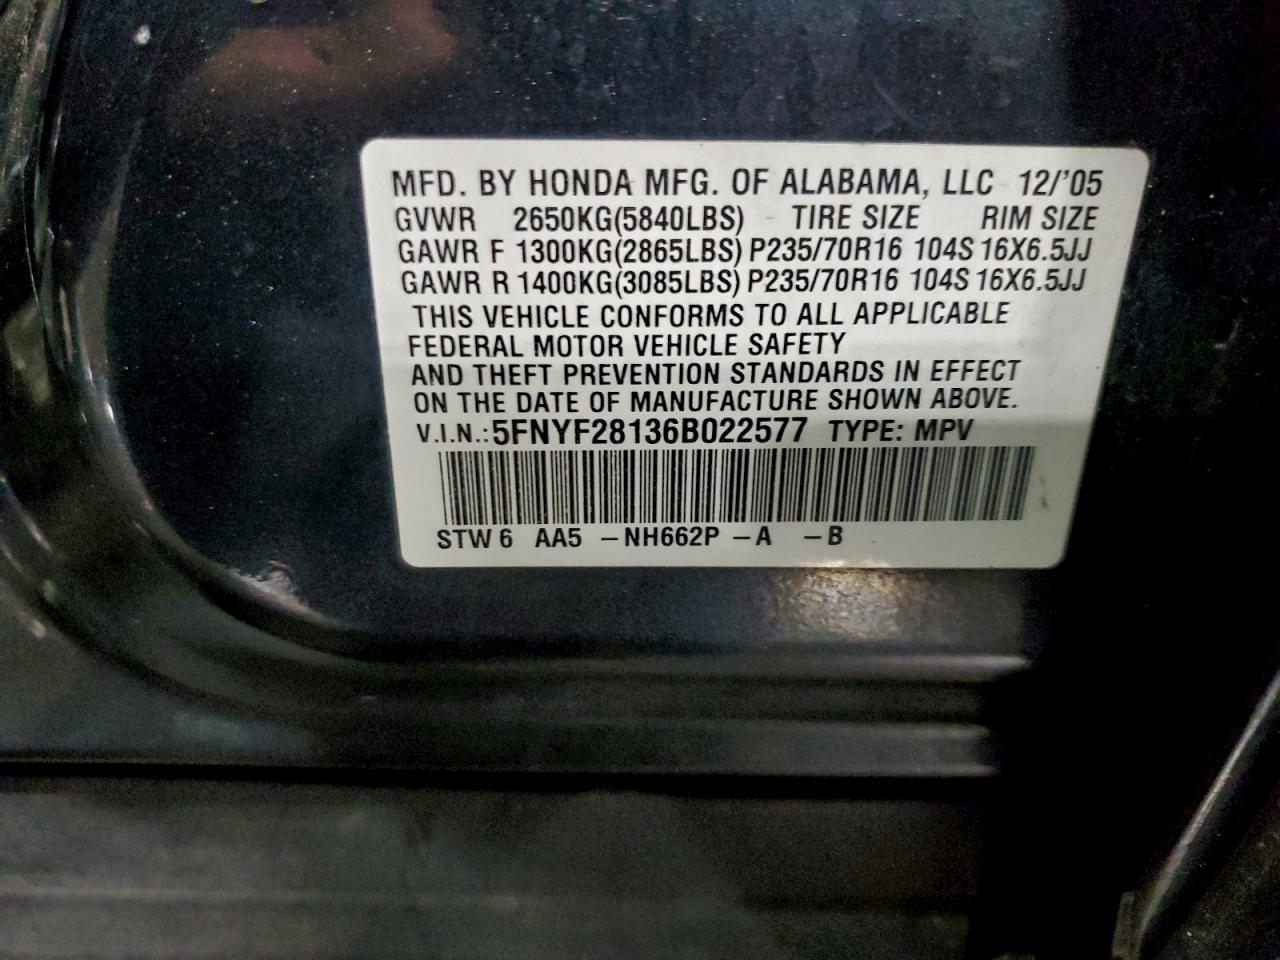 MFD. BY HONDA MFG. OF ALABAMA, LLC 12/'05
GVWR 2650KG(5840LBS) TIRE SIZE RIM SIZE
GAWR F 1300KG(2865LBS) P235/70R16 104S 16X6.5JJ
GAWR R 1400KG(3085LBS) P235/70R16 104S 16X6.5JJ
THIS VEHICLE CONFORMS TO ALL APPLICABLE
FEDERAL MOTOR VEHICLE SAFETY
AND THEFT PREVENTION STANDARDS IN EFFECT
ON THE DATE OF MANUFACTURE SHOWN ABOVE.
V.I.N.: 5FNYF28136B022577 TYPE: MPV
STW 6 AA5 -NH662P -A -B